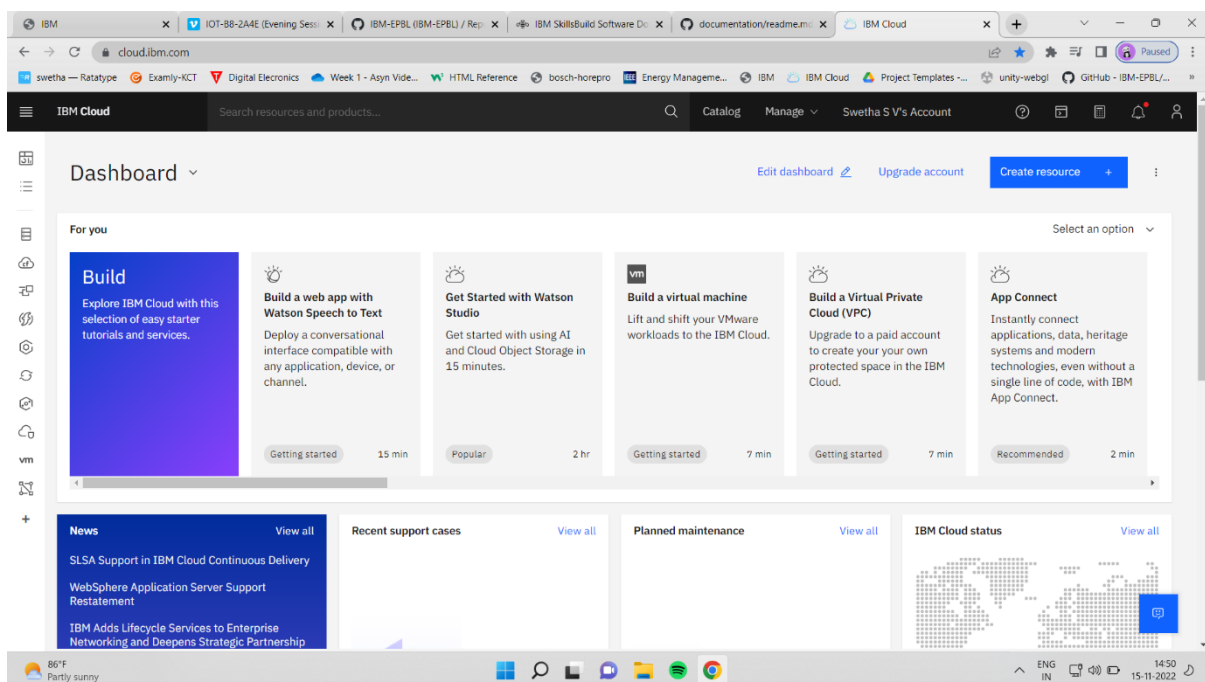 IBM
IOT-B8-2A4E (Evening Sessi
IBM-EPBL (IBM-EPBL) / Rep
IBM SkillsBuild Software Do
documentation/readme.md
IBM Cloud
cloud.ibm.com
Paused
swetha — Ratatype
Examly-KCT
Digital Elecronics
Week 1 - Asyn Vide...
HTML Reference
bosch-horepro
Energy Manageme...
IBM
IBM Cloud
Project Templates -...
unity-webgl
GitHub - IBM-EPBL/...
»
IBM Cloud
Search resources and products...
Catalog
Manage
Swetha S V's Account
Dashboard
Edit dashboard
Upgrade account
Create resource +
For you
Select an option
Build
Explore IBM Cloud with this
selection of easy starter
tutorials and services.
Build a web app with
Watson Speech to Text
Deploy a conversational
interface compatible with
any application, device, or
channel.
Getting started 15 min
Get Started with Watson
Studio
Get started with using AI
and Cloud Object Storage in
15 minutes.
Popular 2 hr
vm
Build a virtual machine
Lift and shift your VMware
workloads to the IBM Cloud.
Getting started 7 min
Build a Virtual Private
Cloud (VPC)
Upgrade to a paid account
to create your your own
protected space in the IBM
Cloud.
Getting started 7 min
App Connect
Instantly connect
applications, data, heritage
systems and modern
technologies, even without a
single line of code, with IBM
App Connect.
Recommended 2 min
vm
News View all
SLSA Support in IBM Cloud Continuous Delivery
WebSphere Application Server Support
Restatement
IBM Adds Lifecycle Services to Enterprise
Networking and Deepens Strategic Partnership
Recent support cases View all
Planned maintenance View all
IBM Cloud status View all
86°F
Partly sunny
ENG
IN
14:50
15-11-2022